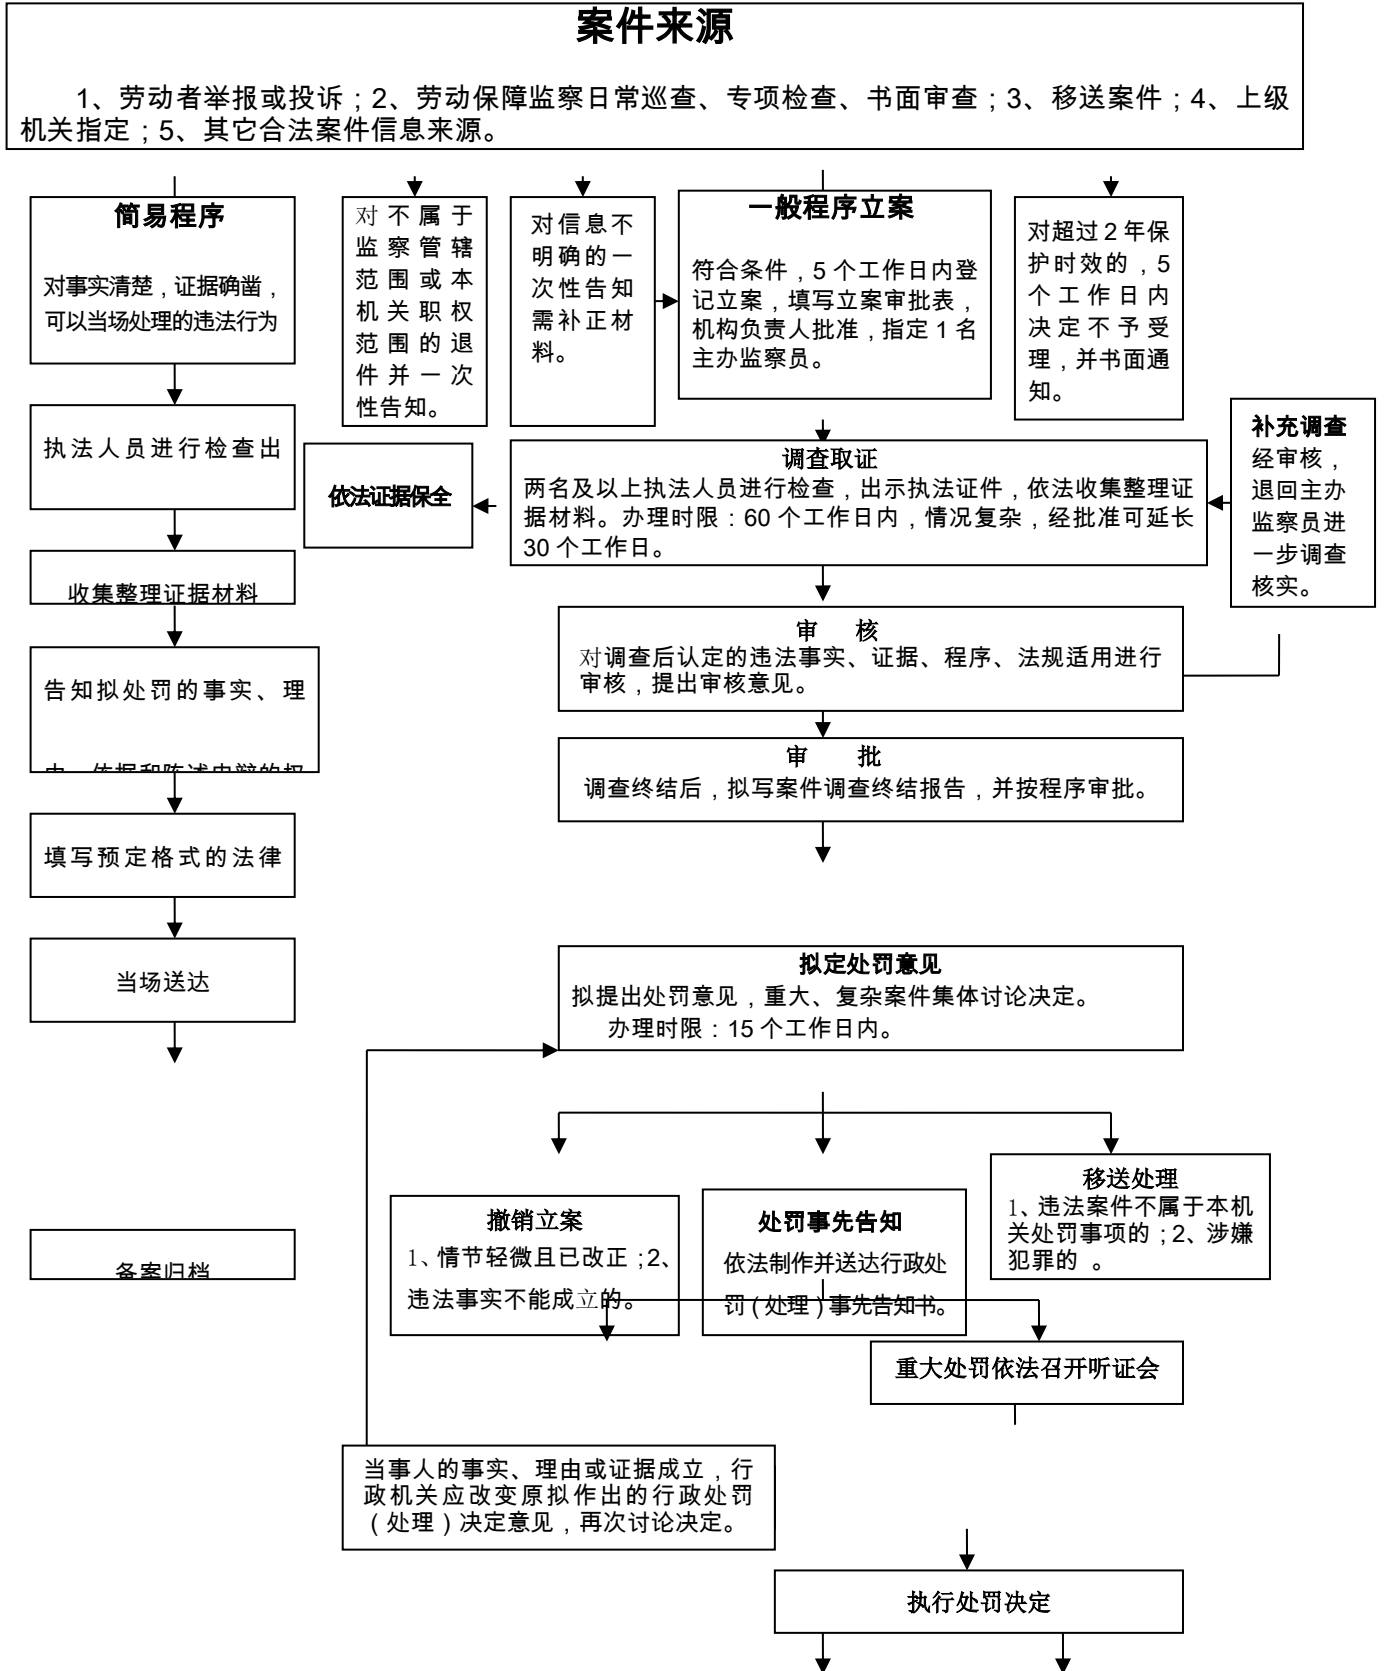 案件来源
1、劳动者举报或投诉；2、劳动保障监察日常巡查、专项检查、书面审查；3、移送案件；4、上级
机关指定；5、其它合法案件信息来源。
简易程序
对事实清楚，证据确凿，
可以当场处理的违法行为
对不属于
监察管辖
范围或本
机关职权
范围的退
件并一次
性告知。
对信息不
明确的一
次性告知
需补正材
料。
一般程序立案
符合条件，5个工作日内登
记立案，填写立案审批表，
机构负责人批准，指定1名
主办监察员。
对超过2年保
护时效的，5
个工作日内
决定不予受
理，并书面通
知。
执法人员进行检查出
依法证据保全
调查取证
两名及以上执法人员进行检查，出示执法证件，依法收集整理证
据材料。办理时限：60个工作日内，情况复杂，经批准可延长
30个工作日。
补充调查
经审核，
退回主办
监察员进
一步调查
核实。
收集整理证据材料
审 核
对调查后认定的违法事实、证据、程序、法规适用进行
审核，提出审核意见。
告知拟处罚的事实、理
由、依据和陈述申辩的权
审 批
调查终结后，拟写案件调查终结报告，并按程序审批。
填写预定格式的法律
当场送达
拟定处罚意见
拟提出处罚意见，重大、复杂案件集体讨论决定。
办理时限：15个工作日内。
备案归档
撤销立案
1、情节轻微且已改正；2、
违法事实不能成立的。
处罚事先告知
依法制作并送达行政处
罚（处理）事先告知书。
移送处理
1、违法案件不属于本机
关处罚事项的；2、涉嫌
犯罪的 。
重大处罚依法召开听证会
当事人的事实、理由或证据成立，行
政机关应改变原拟作出的行政处罚
（处理）决定意见，再次讨论决定。
执行处罚决定